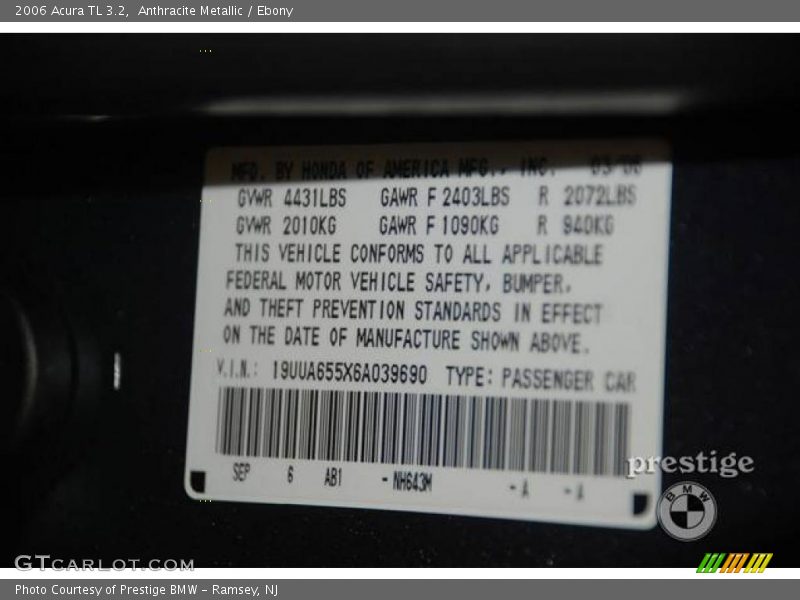 2006 Acura TL 3.2,  Anthracite Metallic / Ebony
MFD. BY HONDA OF AMERICA MFG., INC. 03/06
GVWR 4431LBS GAWR F 2403LBS R 2072LBS
GVWR 2010KG GAWR F 1090KG R 940KG
THIS VEHICLE CONFORMS TO ALL APPLICABLE
FEDERAL MOTOR VEHICLE SAFETY, BUMPER,
AND THEFT PREVENTION STANDARDS IN EFFECT
ON THE DATE OF MANUFACTURE SHOWN ABOVE.
V.I.N.: 19UUA655X6A039690 TYPE: PASSENGER CAR
SEP 6 AB1 - NH643M - A - A
prestige
BMW
GTCARLOT.COM
Photo Courtesy of Prestige BMW - Ramsey, NJ